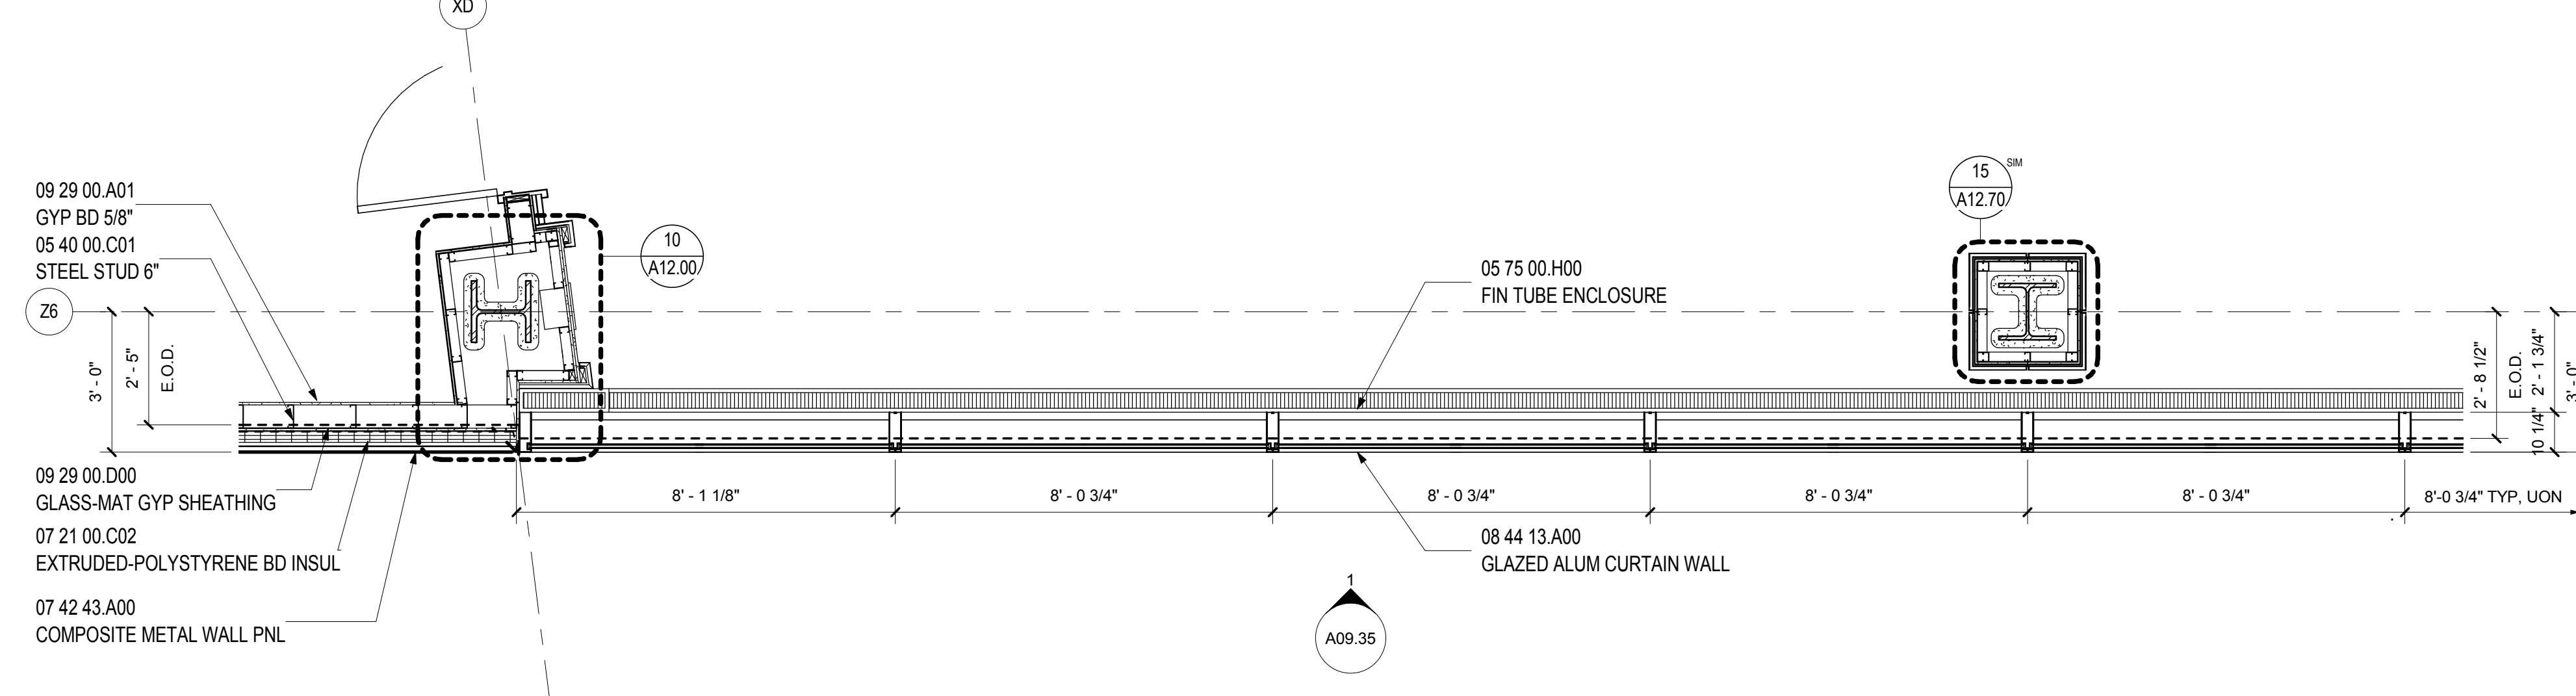 XD
09 29 00.A01
GYP BD 5/8"
05 40 00.C01
STEEL STUD 6"
Z6
3' - 0"
2' - 5"
E.O.D.
09 29 00.D00
GLASS-MAT GYP SHEATHING
07 21 00.C02
EXTRUDED-POLYSTYRENE BD INSUL
07 42 43.A00
COMPOSITE METAL WALL PNL
10
A12.00
05 75 00.H00
FIN TUBE ENCLOSURE
15
SIM
A12.70
2' - 8 1/2"
E.O.D.
2' - 1 3/4"
10 1/4"
3' - 0"
8' - 1 1/8"
8' - 0 3/4"
8' - 0 3/4"
8' - 0 3/4"
8' - 0 3/4"
8'-0 3/4" TYP, UON
08 44 13.A00
GLAZED ALUM CURTAIN WALL
1
A09.35